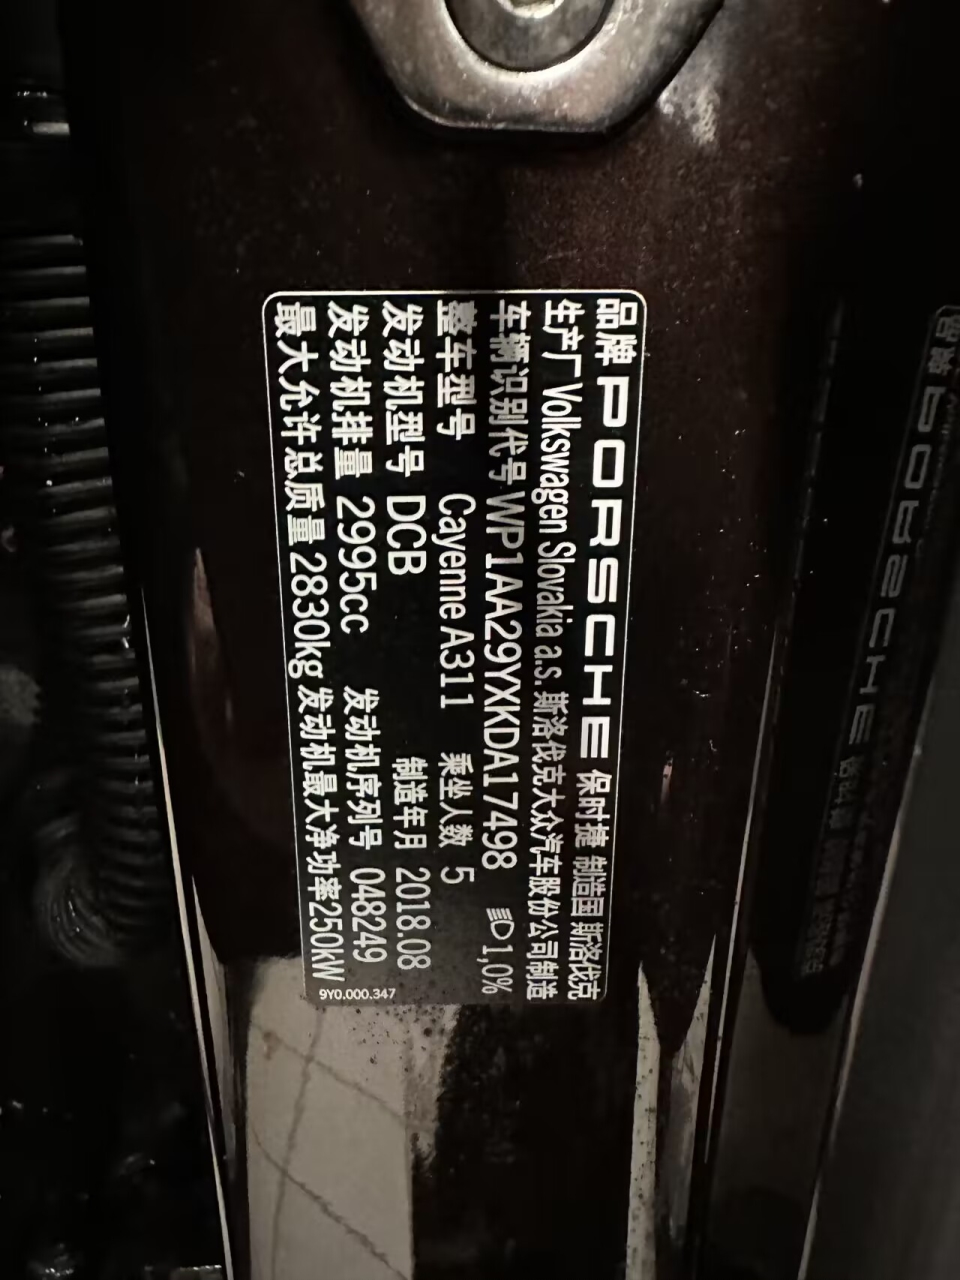 品牌 PORSCHE 保时捷 制造国 斯洛伐克
生产厂 Volkswagen Slovakia a.s. 斯洛伐克大众汽车股份公司制造
车辆识别代号 WP1AA29YXKDA17498 1,0%
整车型号 Cayenne A311 乘坐人数 5
发动机型号 DCB 制造年月 2018.08
发动机排量 2995cc 发动机序列号 048249
最大允许总质量 2830kg 发动机最大净功率250kW
9Y0.000.347